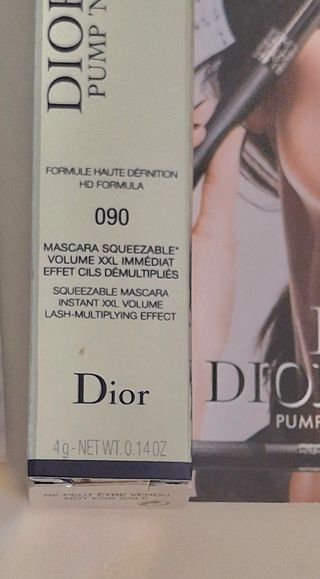 DIOR
PUMP 'N
FORMULE HAUTE DÉFINITION
HD FORMULA
090
MASCARA SQUEEZABLE*
VOLUME XXL IMMÉDIAT
EFFET CILS DÉMULTIPLIÉS
SQUEEZABLE MASCARA
INSTANT XXL VOLUME
LASH-MULTIPLYING EFFECT
Dior
4g - NET WT. 0.14 OZ
NE PEUT ÊTRE VENDU
NOT FOR SALE
DIO
PUMP